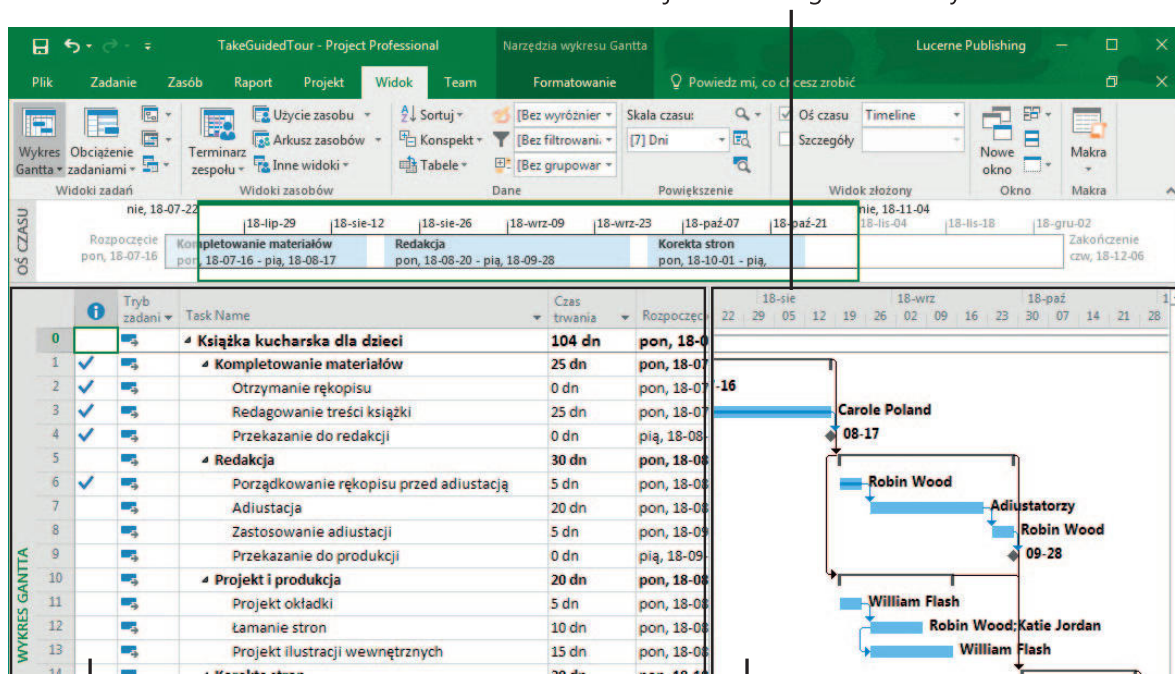 TakeGuidedTour - Project Professional Narzędzia wykresu Gantta Lucerne Publishing
Plik Zadanie Zasób Raport Projekt Widok Team Formatowanie Powiedz mi, co chcesz zrobić
Wykres Gantta Obciążenie zadaniami Terminarz zespołu
Użycie zasobu
Arkusz zasobów
Inne widoki
Sortuj
Konspekt
Tabele
[Bez wyróżnier
[Bez filtrowani
[Bez grupowar
Skala czasu:
[7] Dni
Oś czasu Timeline
Szczegóły
Nowe okno
Makra
Widoki zadań Widoki zasobów Dane Powiększenie Widok złożony Okno Makra
OŚ CZASU
nie, 18-07-22 nie, 18-11-04
18-lip-29 18-sie-12 18-sie-26 18-wrz-09 18-wrz-23 18-paź-07 18-paź-21 18-lis-04 18-lis-18 18-gru-02
Rozpoczęcie
pon, 18-07-16
Kompletowanie materiałów
pon, 18-07-16 - pią, 18-08-17
Redakcja
pon, 18-08-20 - pią, 18-09-28
Korekta stron
pon, 18-10-01 - pią,
Zakończenie
czw, 18-12-06
Tryb zadani Task Name Czas trwania Rozpoczęc
18-sie 18-wrz 18-paź 1
22 29 05 12 19 26 02 09 16 23 30 07 14 21 28
0 Książka kucharska dla dzieci 104 dn pon, 18-0
1 Kompletowanie materiałów 25 dn pon, 18-07
2 Otrzymanie rękopisu 0 dn pon, 18-07 -16
3 Redagowanie treści książki 25 dn pon, 18-07 Carole Poland
4 Przekazanie do redakcji 0 dn pią, 18-08- 08-17
5 Redakcja 30 dn pon, 18-08
6 Porządkowanie rękopisu przed adiustacją 5 dn pon, 18-08 Robin Wood
7 Adiustacja 20 dn pon, 18-08 Adiustatorzy
8 Zastosowanie adiustacji 5 dn pon, 18-09 Robin Wood
9 Przekazanie do produkcji 0 dn pią, 18-09- 09-28
10 Projekt i produkcja 20 dn pon, 18-08
11 Projekt okładki 5 dn pon, 18-08 William Flash
12 Łamanie stron 10 dn pon, 18-08 Robin Wood;Katie Jordan
13 Projekt ilustracji wewnętrznych 15 dn pon, 18-08 William Flash
WYKRES GANTTA